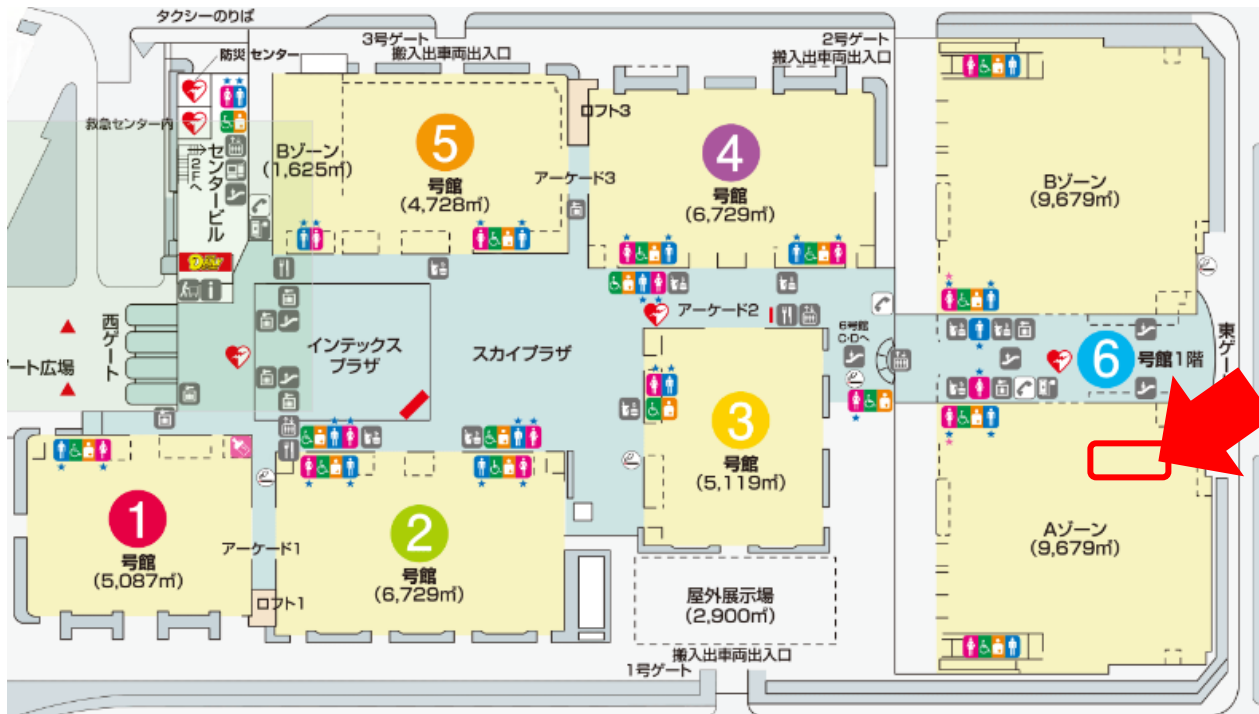 タクシーのりば
防災センター
救急センター内
2Fへ
センタービル
3号ゲート
搬入出車両出入口
2号ゲート
搬入出車両出入口
ロフト3
Bゾーン
(1,625㎡)
5
号館
(4,728㎡)
アーケード3
4
号館
(6,729㎡)
Bゾーン
(9,679㎡)
西ゲート
ート広場
インテックス
プラザ
スカイプラザ
アーケード2
6号館
C・Dへ
6
号館1階
東ゲート
1
号館
(5,087㎡)
アーケード1
ロフト1
2
号館
(6,729㎡)
3
号館
(5,119㎡)
屋外展示場
(2,900㎡)
Aゾーン
(9,679㎡)
搬入出車両出入口
1号ゲート